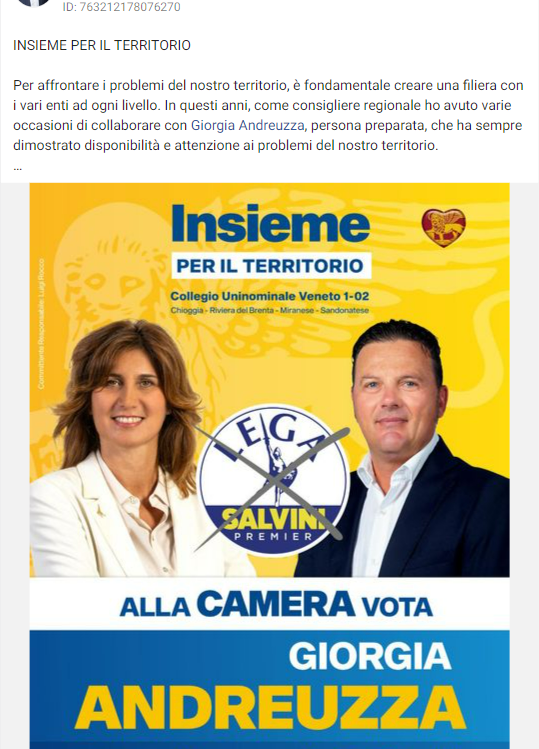 ID: 763212178076270
INSIEME PER IL TERRITORIO
Per affrontare i problemi del nostro territorio, è fondamentale creare una filiera con
i vari enti ad ogni livello. In questi anni, come consigliere regionale ho avuto varie
occasioni di collaborare con Giorgia Andreuzza, persona preparata, che ha sempre
dimostrato disponibilità e attenzione ai problemi del nostro territorio.
...
Insieme
PER IL TERRITORIO
Collegio Uninominale Veneto 1-02
Chioggia - Riviera del Brenta - Miranese - Sandonatese
Committente Responsabile: Luigi Rocco
LEGA
SALVINI
PREMIER
ALLA CAMERA VOTA
GIORGIA
ANDREUZZA